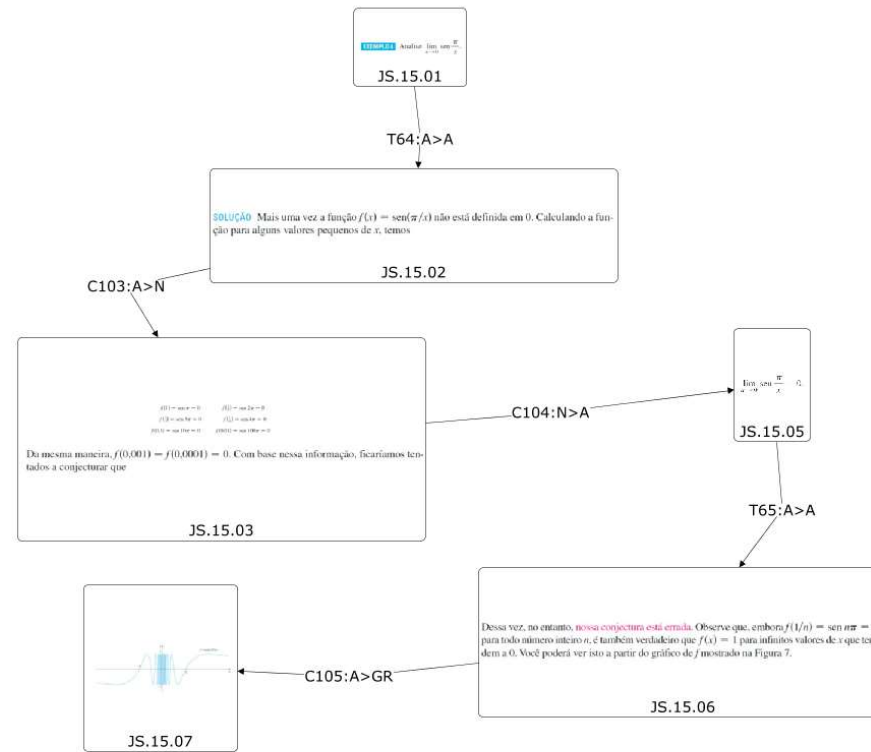 EXEMPLO 4 Analise lim sen π/x.
x→0
JS.15.01
T64:A>A
SOLUÇÃO Mais uma vez a função f(x) = sen(π/x) não está definida em 0. Calculando a fun-
ção para alguns valores pequenos de x, temos
JS.15.02
C103:A>N
Da mesma maneira, f(0,001) = f(0,0001) = 0. Com base nessa informação, ficaríamos ten-
tados a conjecturar que
JS.15.03
C104:N>A
lim sen π/x = 0
x→0
JS.15.05
T65:A>A
Dessa vez, no entanto, nossa conjectura está errada. Observe que, embora f(1/n) = sen nπ =
para todo número inteiro n, é também verdadeiro que f(x) = 1 para infinitos valores de x que ten
dem a 0. Você poderá ver isto a partir do gráfico de f mostrado na Figura 7.
JS.15.06
C105:A>GR
JS.15.07